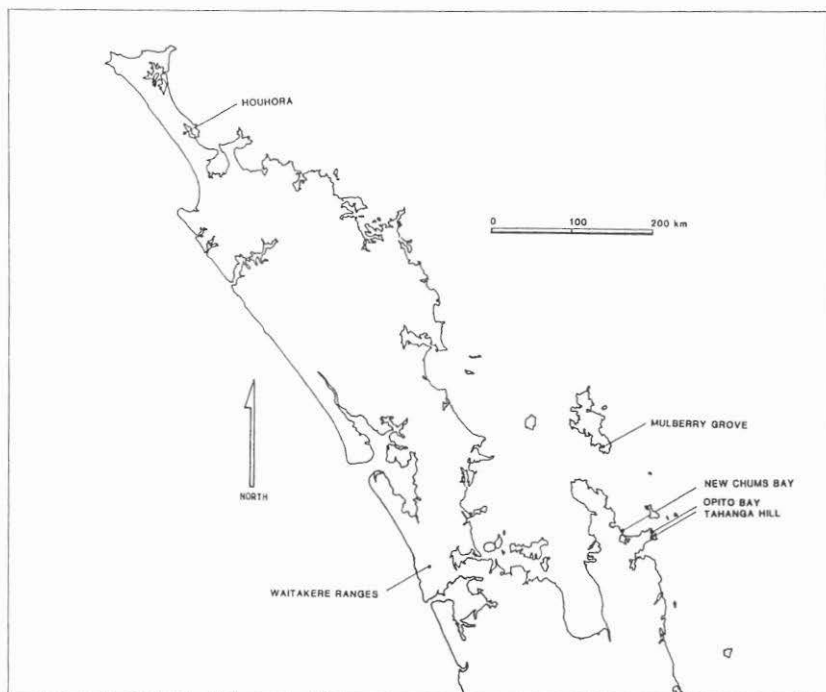 HOUHORA
0 100 200 km
MULBERRY GROVE
NORTH
NEW CHUMS BAY
OPITO BAY
TAHANGA HILL
WAITAKERE RANGES